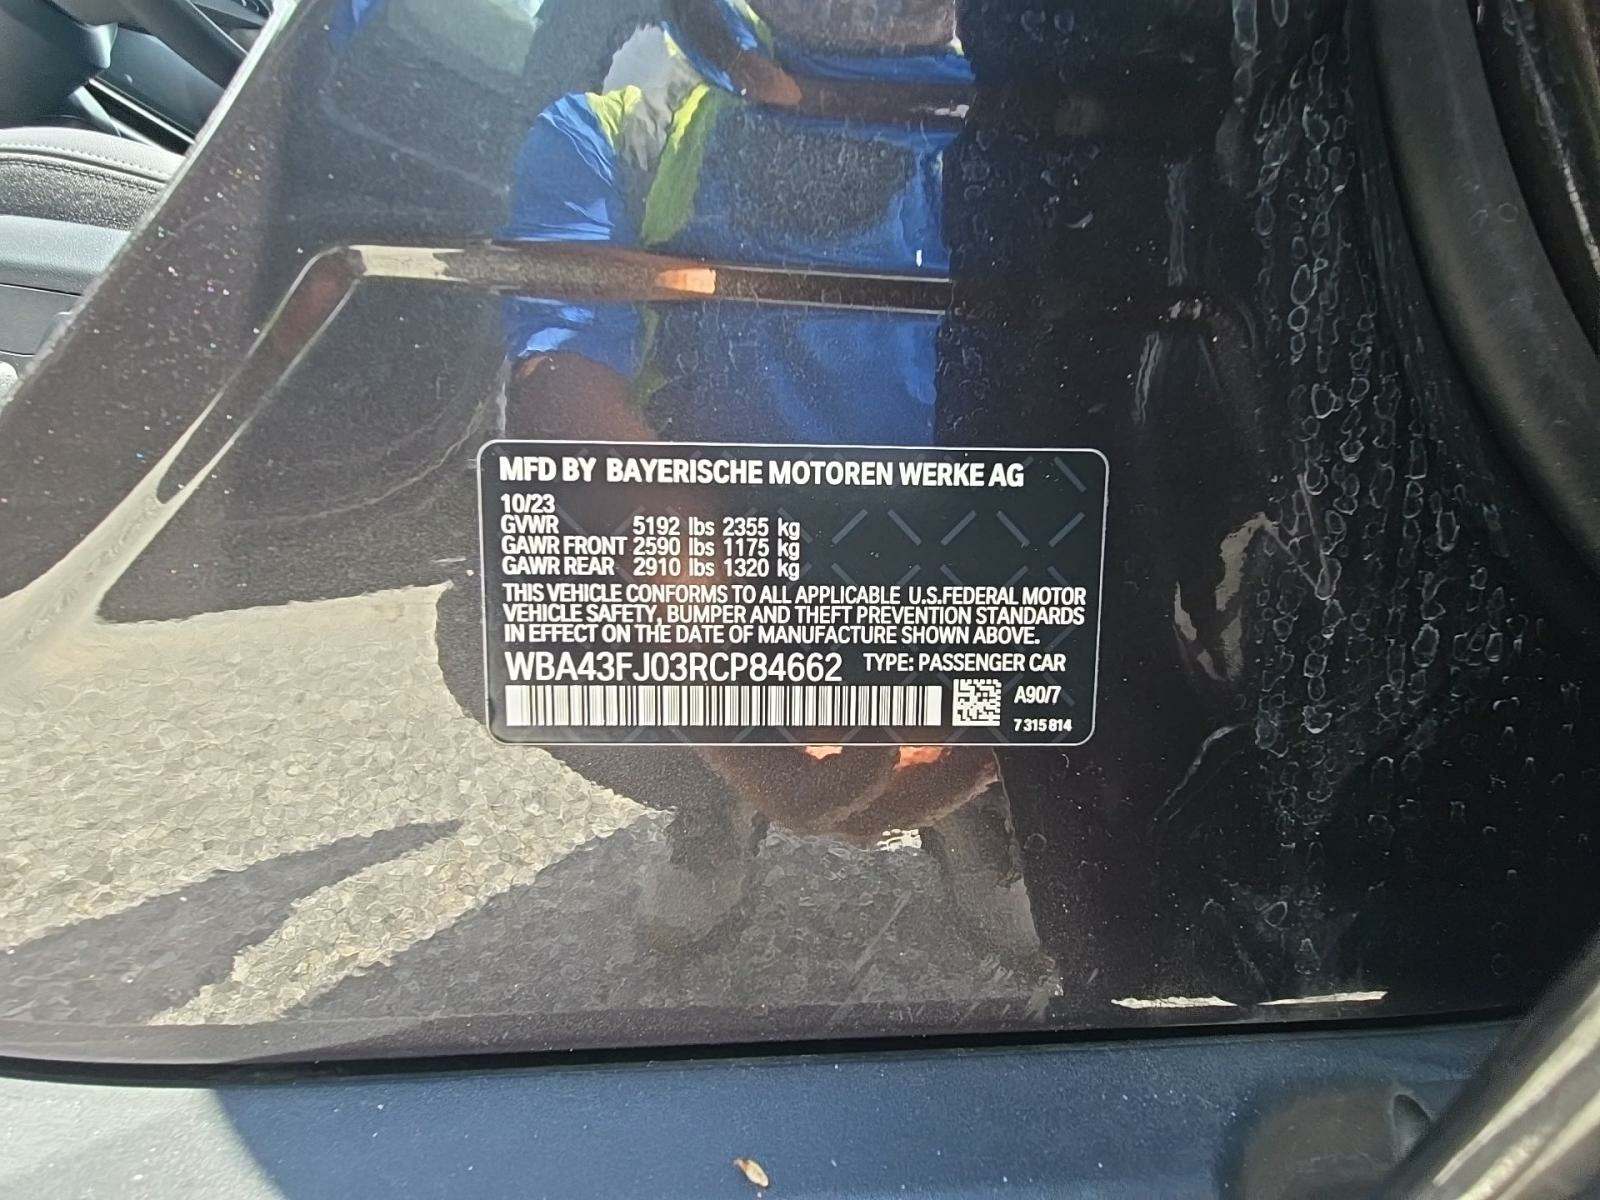 MFD BY BAYERISCHE MOTOREN WERKE AG
10/23
GVWR 5192 lbs 2355 kg
GAWR FRONT 2590 lbs 1175 kg
GAWR REAR 2910 lbs 1320 kg
THIS VEHICLE CONFORMS TO ALL APPLICABLE U.S.FEDERAL MOTOR
VEHICLE SAFETY, BUMPER AND THEFT PREVENTION STANDARDS
IN EFFECT ON THE DATE OF MANUFACTURE SHOWN ABOVE.
WBA43FJ03RCP84662 TYPE: PASSENGER CAR
A90/7
7 315 814